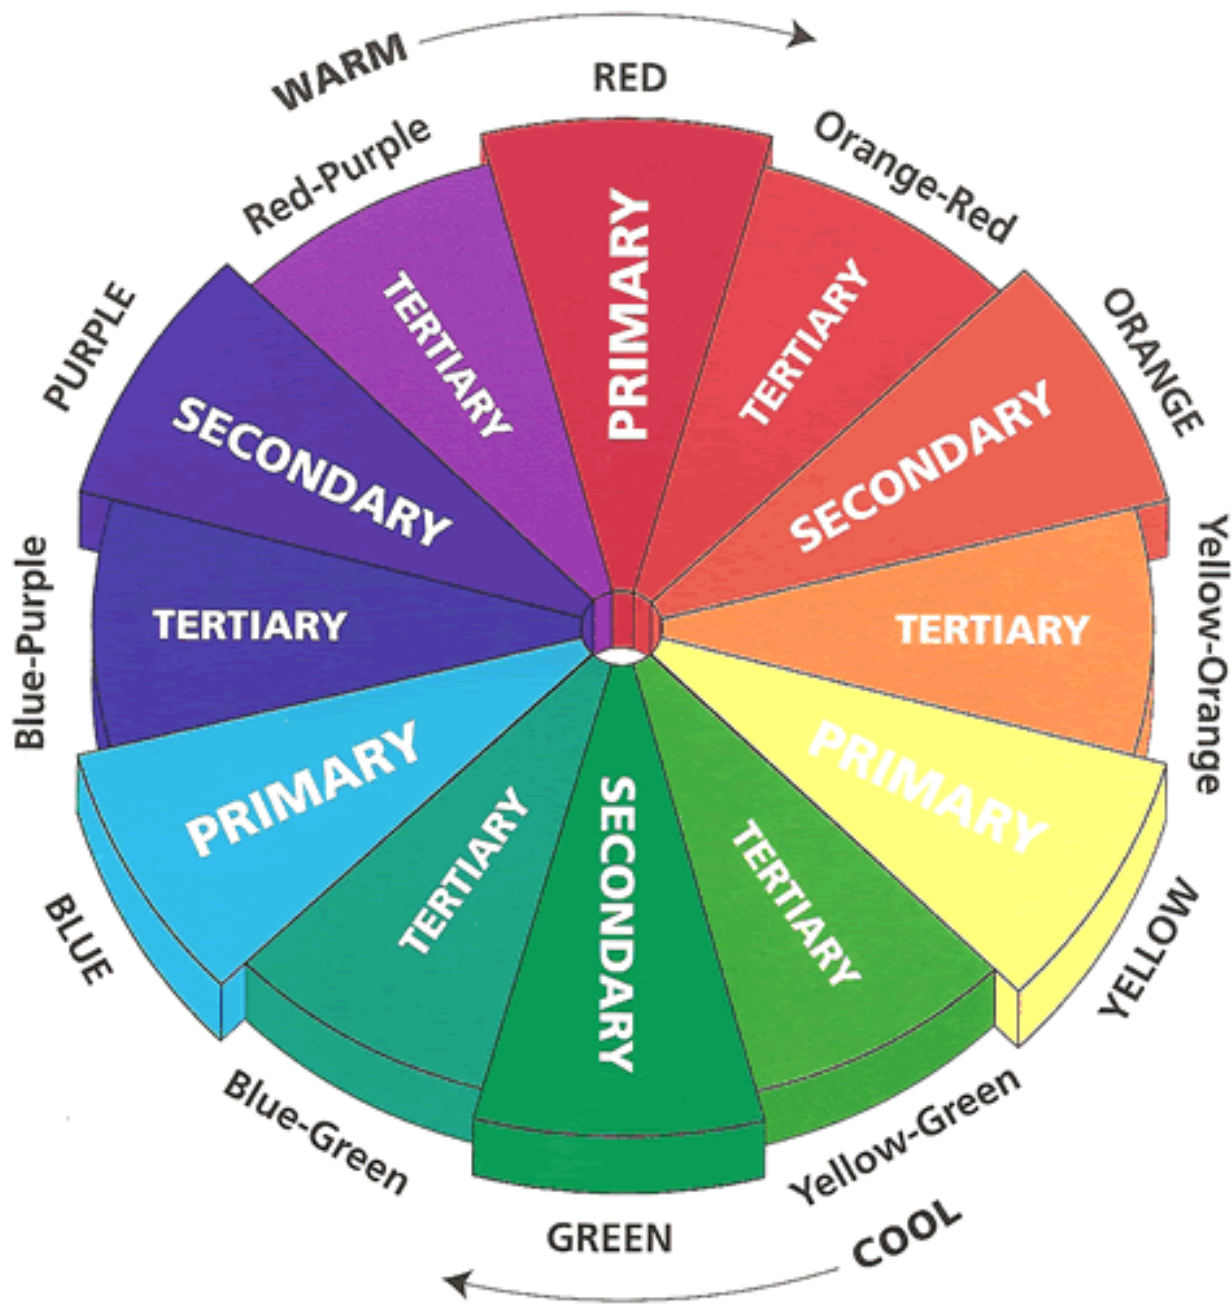 WARM
RED
Orange-Red
ORANGE
Yellow-Orange
YELLOW
Yellow-Green
COOL
GREEN
Blue-Green
BLUE
Blue-Purple
PURPLE
Red-Purple
PRIMARY
TERTIARY
SECONDARY
TERTIARY
PRIMARY
TERTIARY
SECONDARY
TERTIARY
PRIMARY
TERTIARY
SECONDARY
TERTIARY